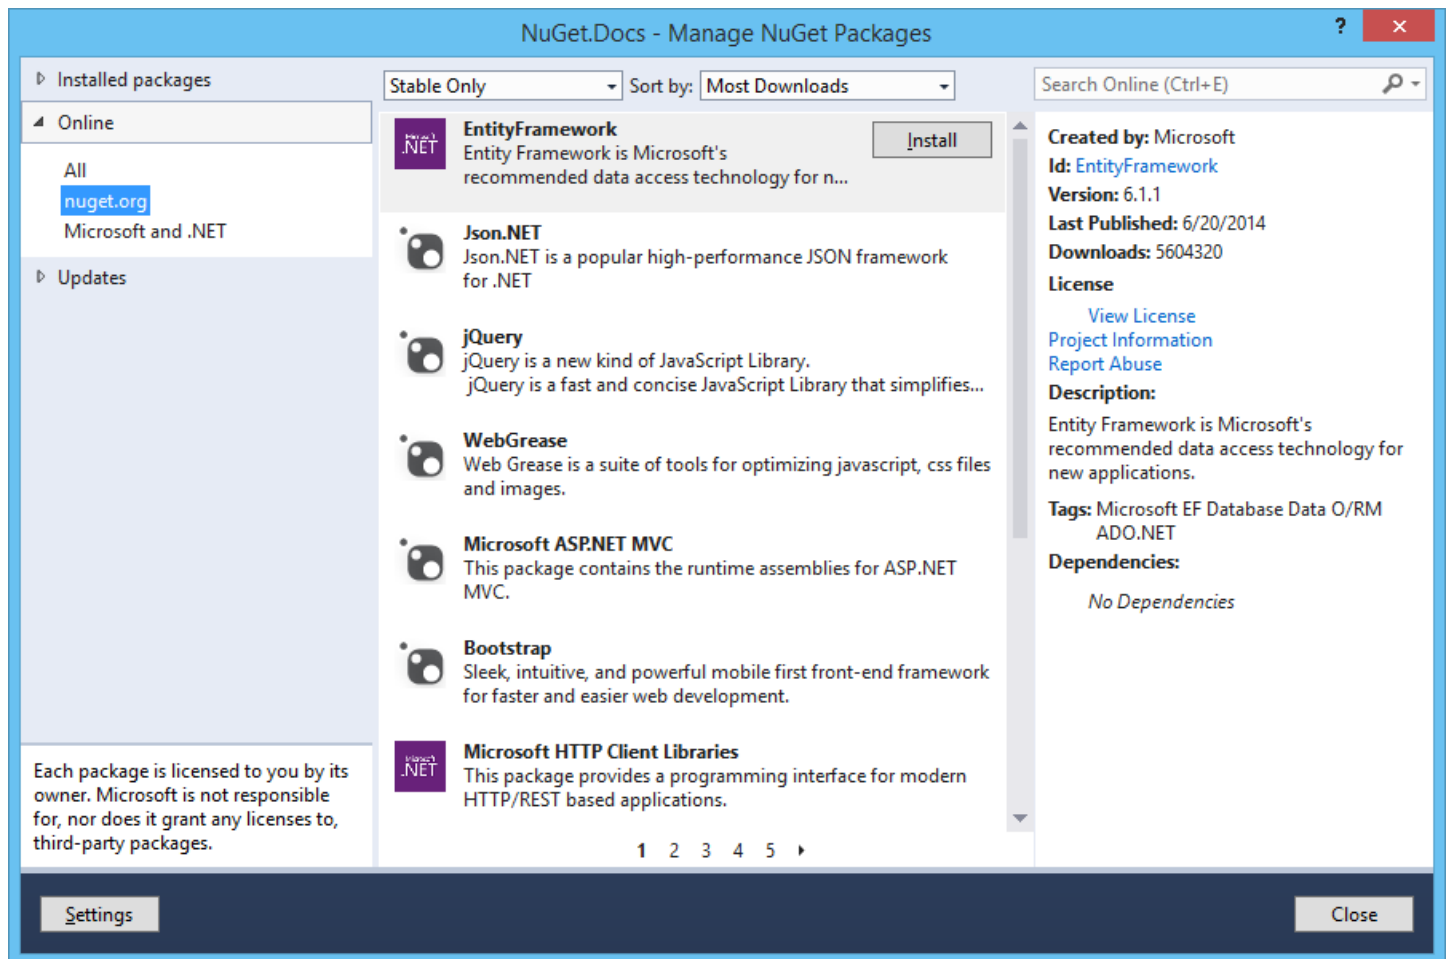 NuGet.Docs - Manage NuGet Packages
?
Installed packages
Online
All
nuget.org
Microsoft and .NET
Updates
Each package is licensed to you by its
owner. Microsoft is not responsible
for, nor does it grant any licenses to,
third-party packages.
Stable Only
Sort by: Most Downloads
Microsoft
.NET
EntityFramework
Entity Framework is Microsoft's
recommended data access technology for n...
Install
Json.NET
Json.NET is a popular high-performance JSON framework
for .NET
jQuery
jQuery is a new kind of JavaScript Library.
jQuery is a fast and concise JavaScript Library that simplifies...
WebGrease
Web Grease is a suite of tools for optimizing javascript, css files
and images.
Microsoft ASP.NET MVC
This package contains the runtime assemblies for ASP.NET
MVC.
Bootstrap
Sleek, intuitive, and powerful mobile first front-end framework
for faster and easier web development.
Microsoft
.NET
Microsoft HTTP Client Libraries
This package provides a programming interface for modern
HTTP/REST based applications.
1 2 3 4 5
Search Online (Ctrl+E)
Created by: Microsoft
Id: EntityFramework
Version: 6.1.1
Last Published: 6/20/2014
Downloads: 5604320
License
View License
Project Information
Report Abuse
Description:
Entity Framework is Microsoft's
recommended data access technology for
new applications.
Tags: Microsoft EF Database Data O/RM
ADO.NET
Dependencies:
No Dependencies
Settings
Close